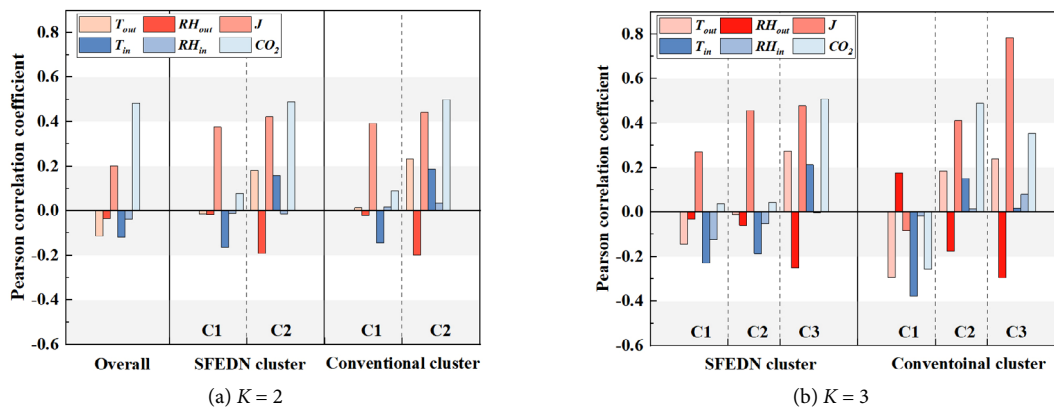 T_out RH_out J
T_in RH_in CO_2
Pearson correlation coefficient
0.8
0.6
0.4
0.2
0.0
-0.2
-0.4
-0.6
C1 C2 C1 C2
Overall SFEDN cluster Conventional cluster
(a) K = 2
T_out RH_out J
T_in RH_in CO_2
Pearson correlation coefficient
0.8
0.6
0.4
0.2
0.0
-0.2
-0.4
-0.6
C1 C2 C3 C1 C2 C3
SFEDN cluster Conventoinal cluster
(b) K = 3